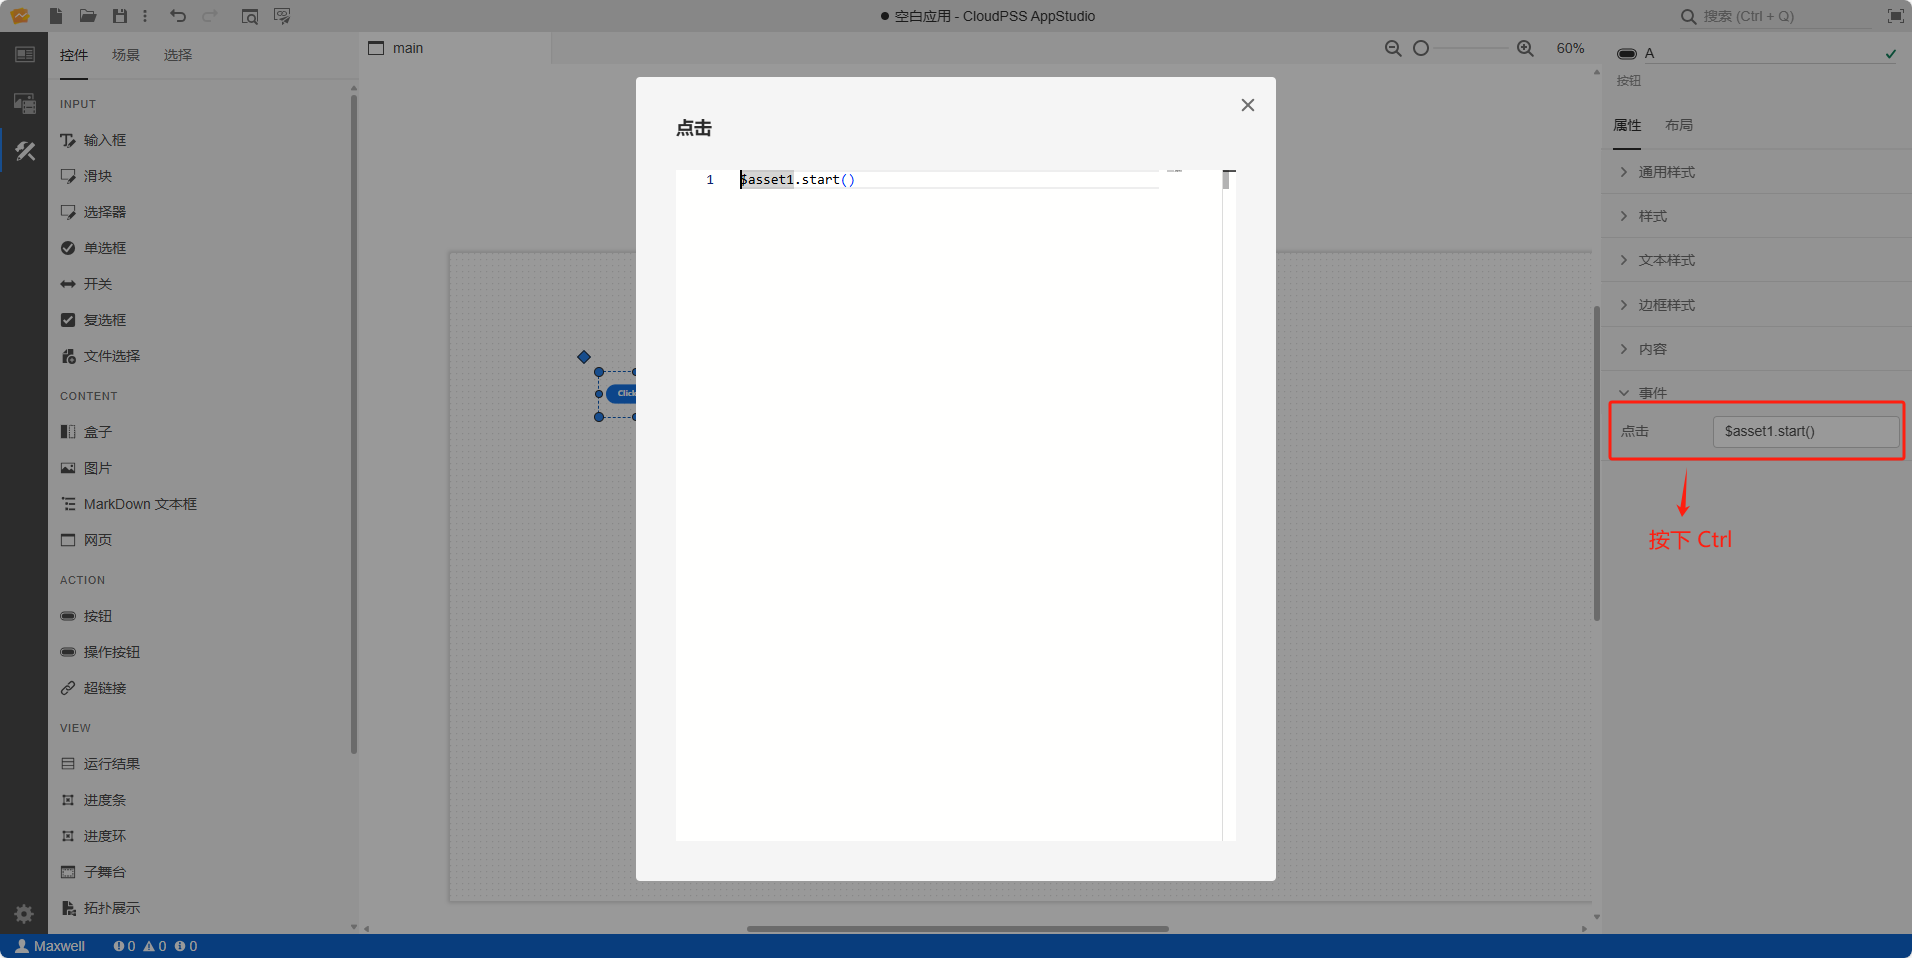 空白应用 - CloudPSS AppStudio
搜索 (Ctrl + Q)
控件
场景
选择
INPUT
输入框
滑块
选择器
单选框
开关
复选框
文件选择
CONTENT
盒子
图片
MarkDown 文本框
网页
ACTION
按钮
操作按钮
超链接
VIEW
运行结果
进度条
进度环
子舞台
拓扑展示
main
60%
Click
点击
1 $asset1.start()
A
按钮
属性
布局
通用样式
样式
文本样式
边框样式
内容
事件
点击
$asset1.start()
按下 Ctrl
Maxwell 0 0 0